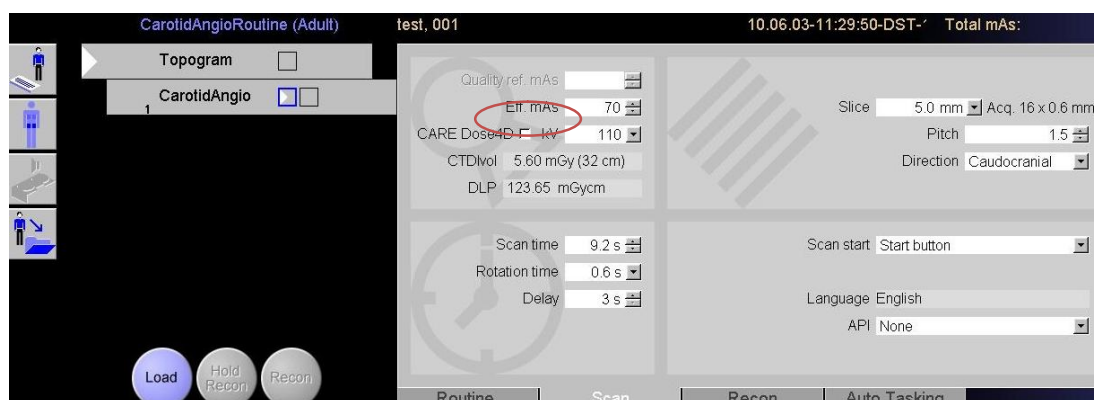 CarotidAngioRoutine (Adult)
test, 001
10.06.03-11:29:50-DST-
Total mAs:
Topogram
CarotidAngio
1
Quality ref. mAs
Eff. mAs 70
CARE Dose4D kV 110
CTDIvol 5.60 mGy (32 cm)
DLP 123.65 mGycm
Slice 5.0 mm Acq. 16 x 0.6 mm
Pitch 1.5
Direction Caudocranial
Scan time 9.2 s
Rotation time 0.6 s
Delay 3 s
Scan start Start button
Language English
API None
Load
Hold
Recon
Recon
Routine
Scan
Recon
Auto Tasking